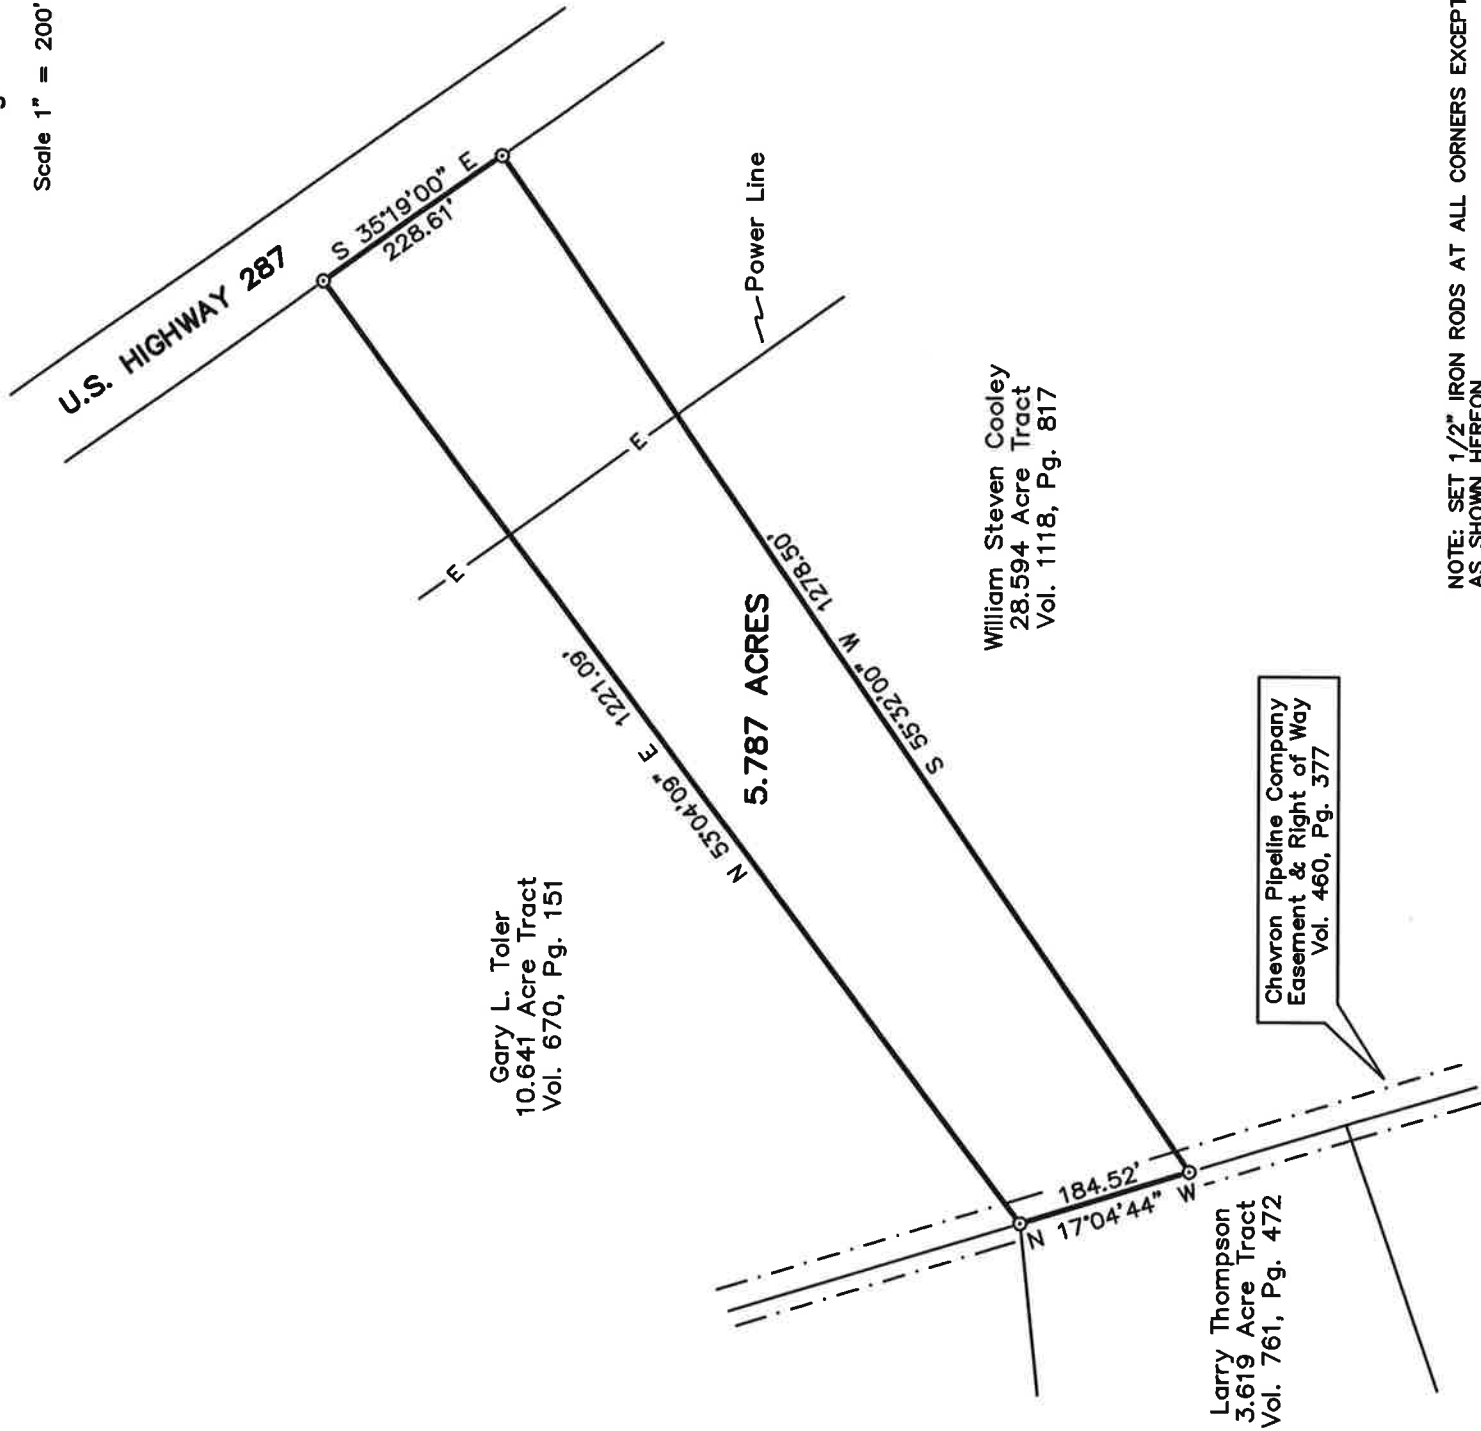 Scale 1" = 200'
U.S. HIGHWAY 287
S 35°19'00" E
228.61'
Power Line
E
E
N 53°04'09" E 1221.09'
5.787 ACRES
S 55°32'00" W 1278.50'
Gary L. Toler
10.641 Acre Tract
Vol. 670, Pg. 151
William Steven Cooley
28.594 Acre Tract
Vol. 1118, Pg. 817
184.52'
N 17°04'44" W
Chevron Pipeline Company
Easement & Right of Way
Vol. 460, Pg. 377
Larry Thompson
3.619 Acre Tract
Vol. 761, Pg. 472
NOTE: SET 1/2" IRON RODS AT ALL CORNERS EXCEPT
AS SHOWN HEREON